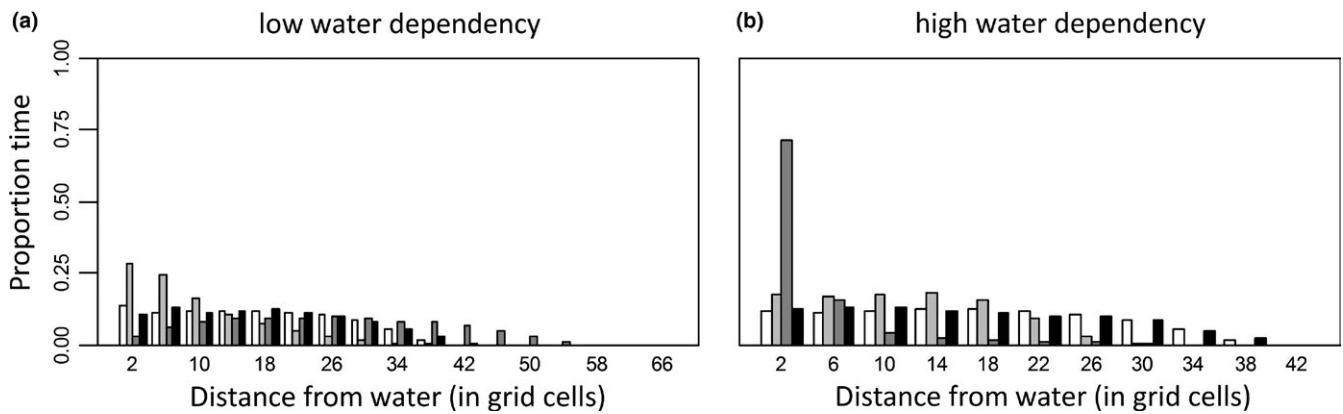 (a) low water dependency
(b) high water dependency
Proportion time
1.00
0.75
0.50
0.25
0.00
2 10 18 26 34 42 50 58 66
Distance from water (in grid cells)
2 6 10 14 18 22 26 30 34 38 42
Distance from water (in grid cells)